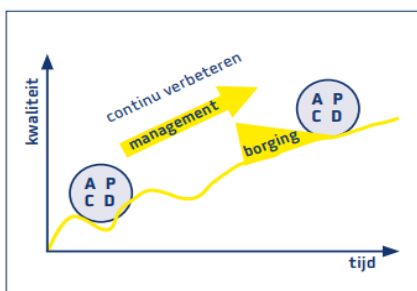 kwaliteit
continu verbeteren
management
A P
C D
A P
C D
borging
tijd